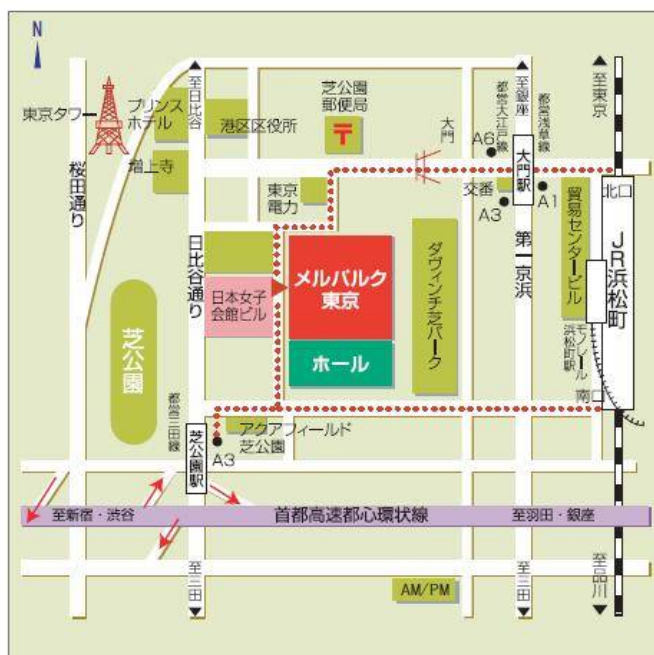 N
至日比谷
至銀座
至東京
東京タワー
プリンス
ホテル
港区区役所
芝公園
郵便局
〒
大門
都営大江戸線
都営浅草線
A6
大門駅
増上寺
桜田通り
東京
電力
交番
A3
A1
北口
貿易センタービル
JR浜松町
日比谷通り
第一京浜
メルパルク
東京
日本女子
会館ビル
ダヴィンチ芝パーク
芝公園
ホール
モノレール
浜松町駅
南口
都営三田線
芝公園駅
アクアフィールド
芝公園
A3
至新宿・渋谷
首都高速都心環状線
至羽田・銀座
至三田
至三田
至品川
AM/PM